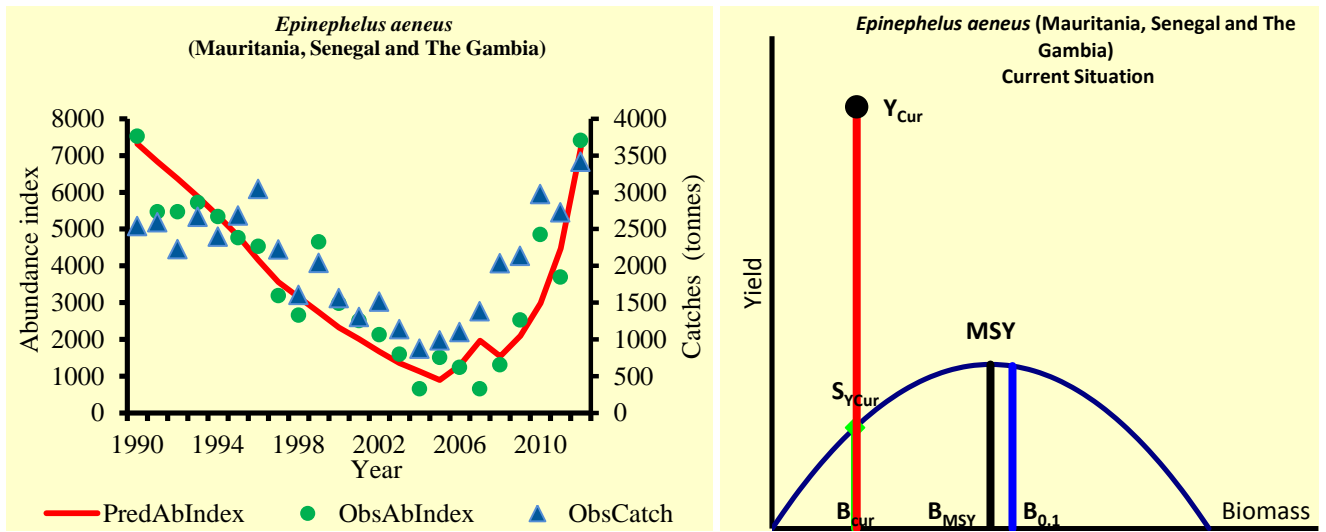 Epinephelus aeneus
(Mauritania, Senegal and The Gambia)
8000
7000
6000
5000
4000
3000
2000
1000
0
Abundance index
4000
3500
3000
2500
2000
1500
1000
500
0
Catches (tonnes)
1990 1994 1998 2002 2006 2010
Year
PredAbIndex ObsAbIndex ObsCatch
Epinephelus aeneus (Mauritania, Senegal and The
Gambia)
Current Situation
Yield
YCur
MSY
SYCur
Bcur BMSY B0.1 Biomass